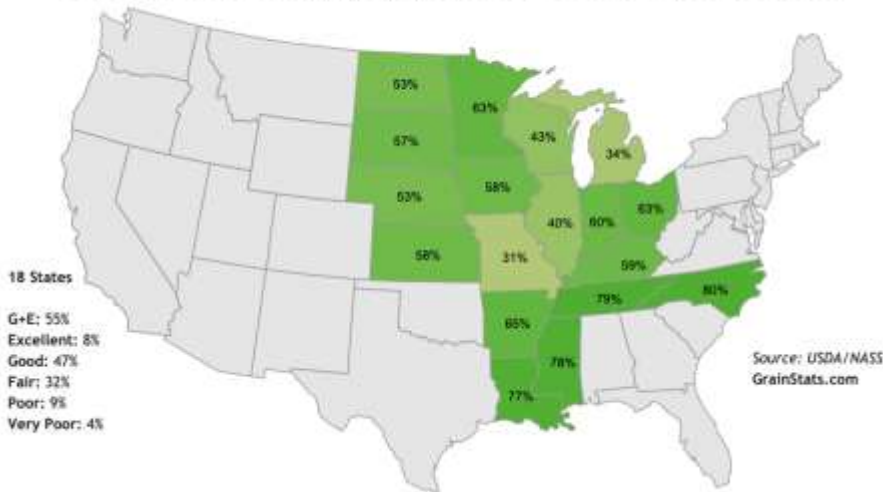 53%
63%
43%
34%
57%
53%
58%
40%
60%
63%
58%
31%
59%
79%
80%
65%
78%
77%
18 States
G+E: 55%
Excellent: 8%
Good: 47%
Fair: 32%
Poor: 9%
Very Poor: 4%
Source: USDA/NASS
GrainStats.com